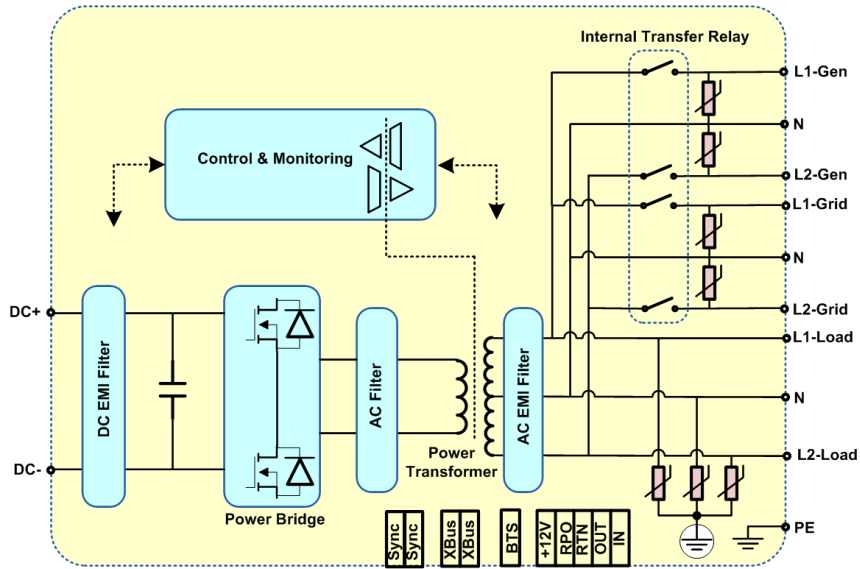 Internal Transfer Relay
L1-Gen
N
L2-Gen
L1-Grid
N
L2-Grid
L1-Load
N
L2-Load
PE
Control & Monitoring
DC+
DC-
DC EMI Filter
Power Bridge
AC Filter
Power
Transformer
AC EMI Filter
Sync
Sync
XBus
XBus
BTS
+12V
RPO
RTN
OUT
IN